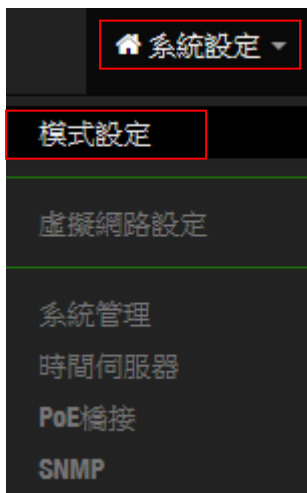 系統設定
模式設定
虛擬網路設定
系統管理
時間伺服器
PoE橋接
SNMP